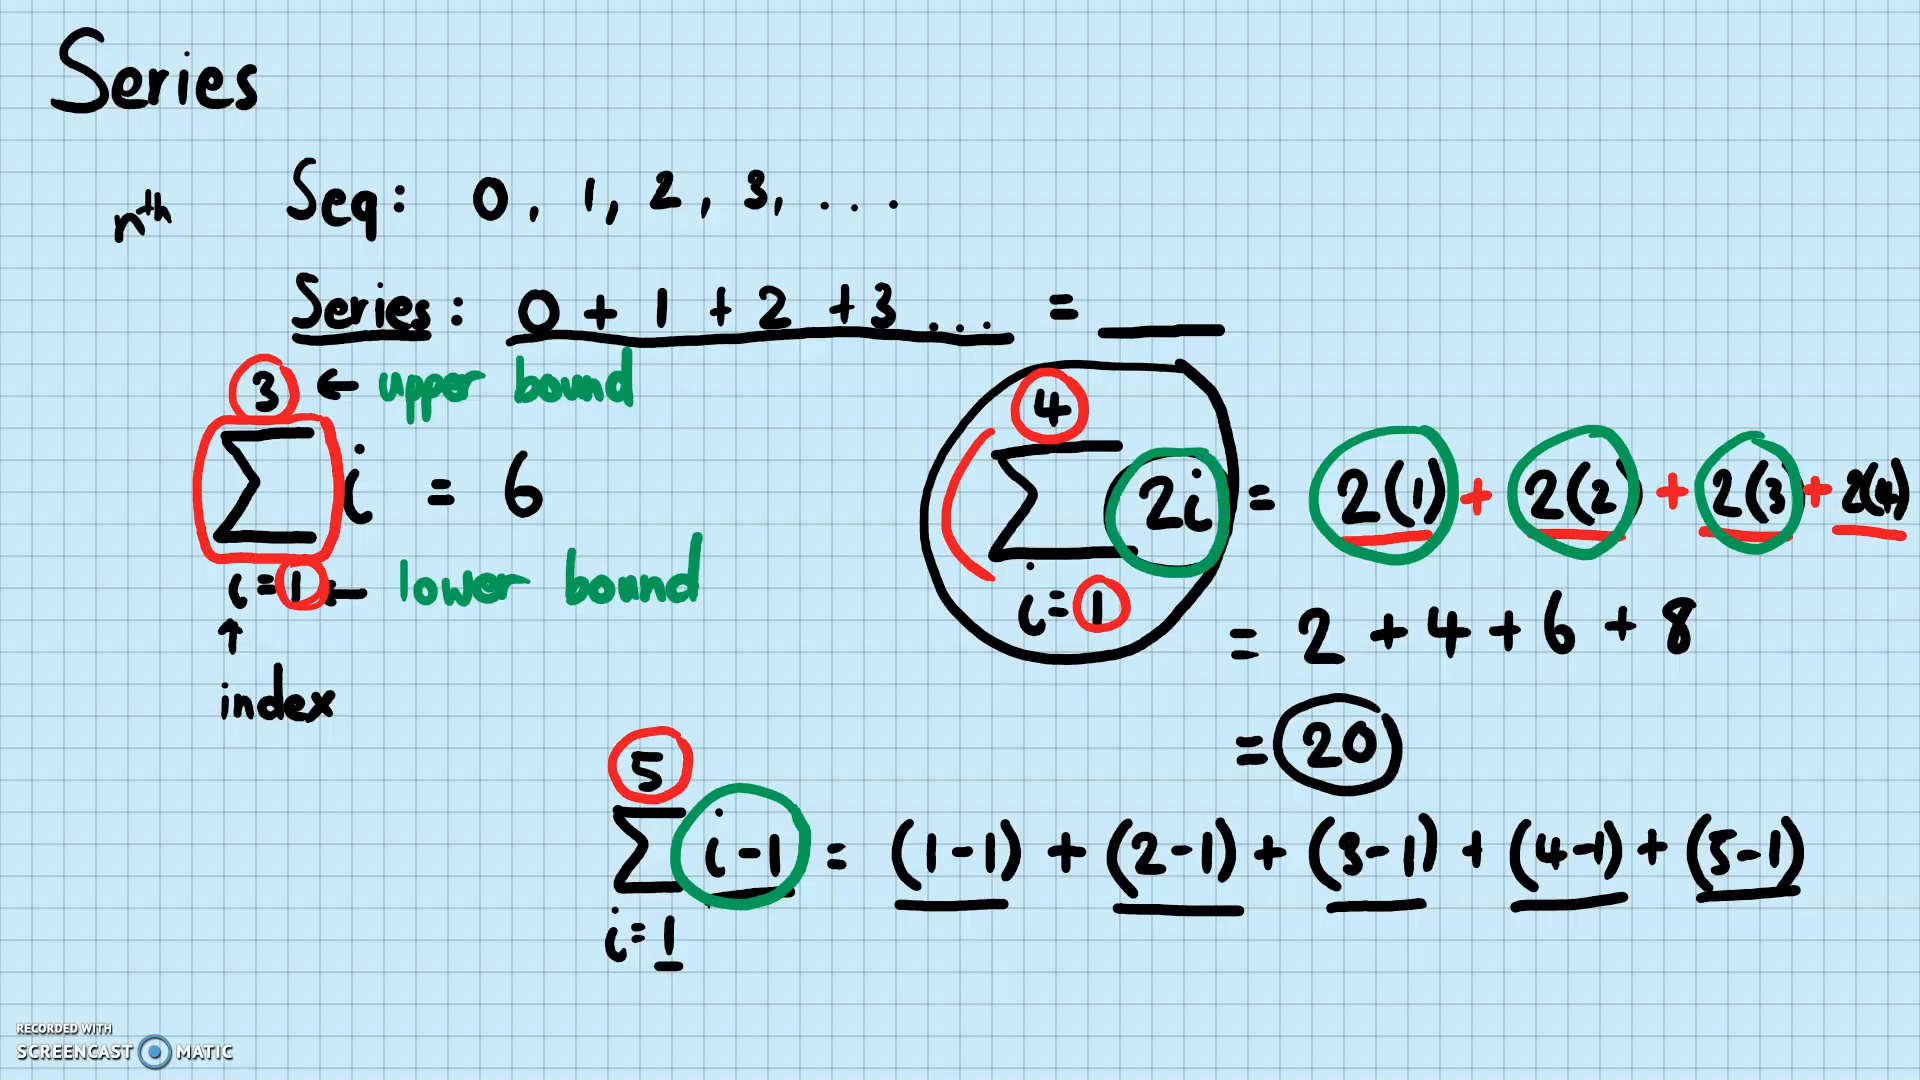 Series
nth Seq: 0, 1, 2, 3, ...
Series: 0 + 1 + 2 + 3 ... = ___
3 ← upper bound
∑ i = 6
i = 1 ← lower bound
↑
index
4
∑ 2i = 2(1) + 2(2) + 2(3) + 2(4)
i = 1
= 2 + 4 + 6 + 8
= 20
5
∑ i - 1 = (1 - 1) + (2 - 1) + (3 - 1) + (4 - 1) + (5 - 1)
i = 1
RECORDED WITH
SCREENCAST MATIC